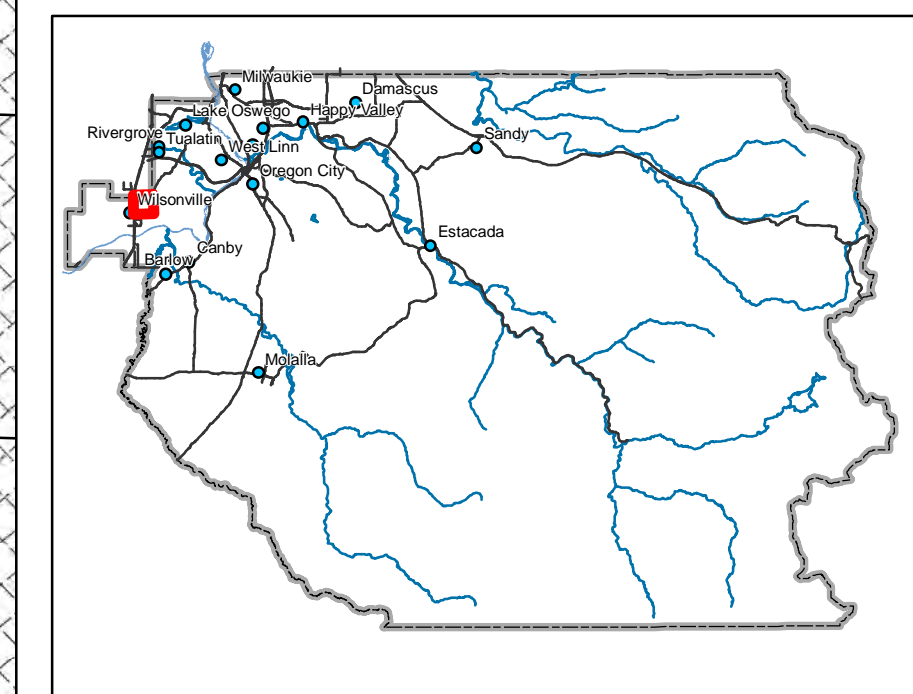 Milwaukie
Damascus
Lake Oswego
Happy Valley
Rivergrove
Tualatin
Sandy
West Linn
Oregon City
Wilsonville
Estacada
Canby
Barlow
Molalla